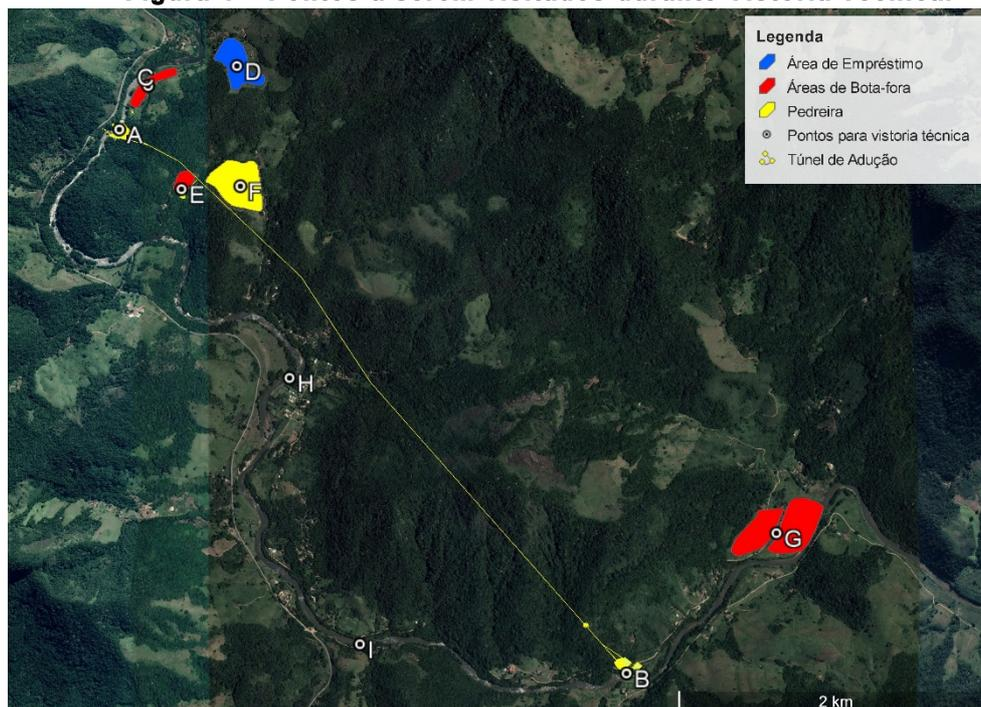 Legenda
Área de Empréstimo
Áreas de Bota-fora
Pedreira
Pontos para vistoria técnica
Túnel de Adução
C
D
A
E
F
H
G
I
B
2 km